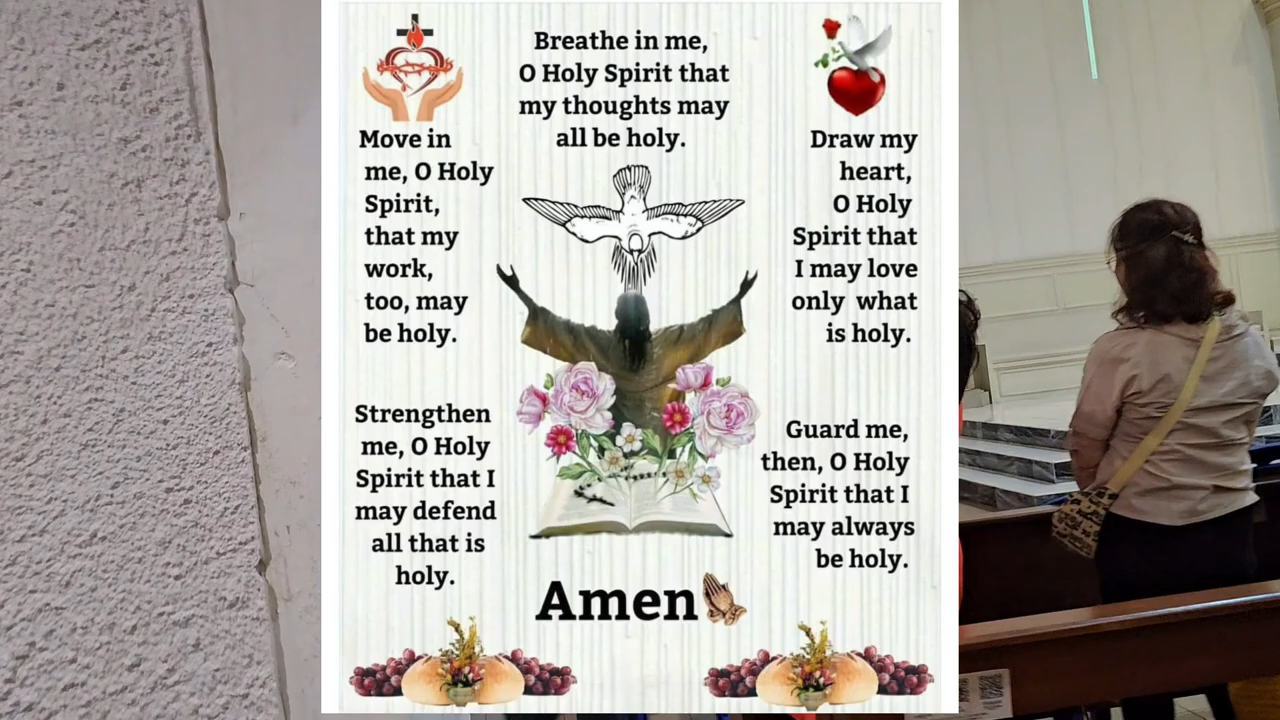 Breathe in me,
O Holy Spirit that
my thoughts may
all be holy.
Move in
me, O Holy
Spirit,
that my
work,
too, may
be holy.
Draw my
heart,
O Holy
Spirit that
I may love
only what
is holy.
Strengthen
me, O Holy
Spirit that I
may defend
all that is
holy.
Guard me,
then, O Holy
Spirit that I
may always
be holy.
Amen